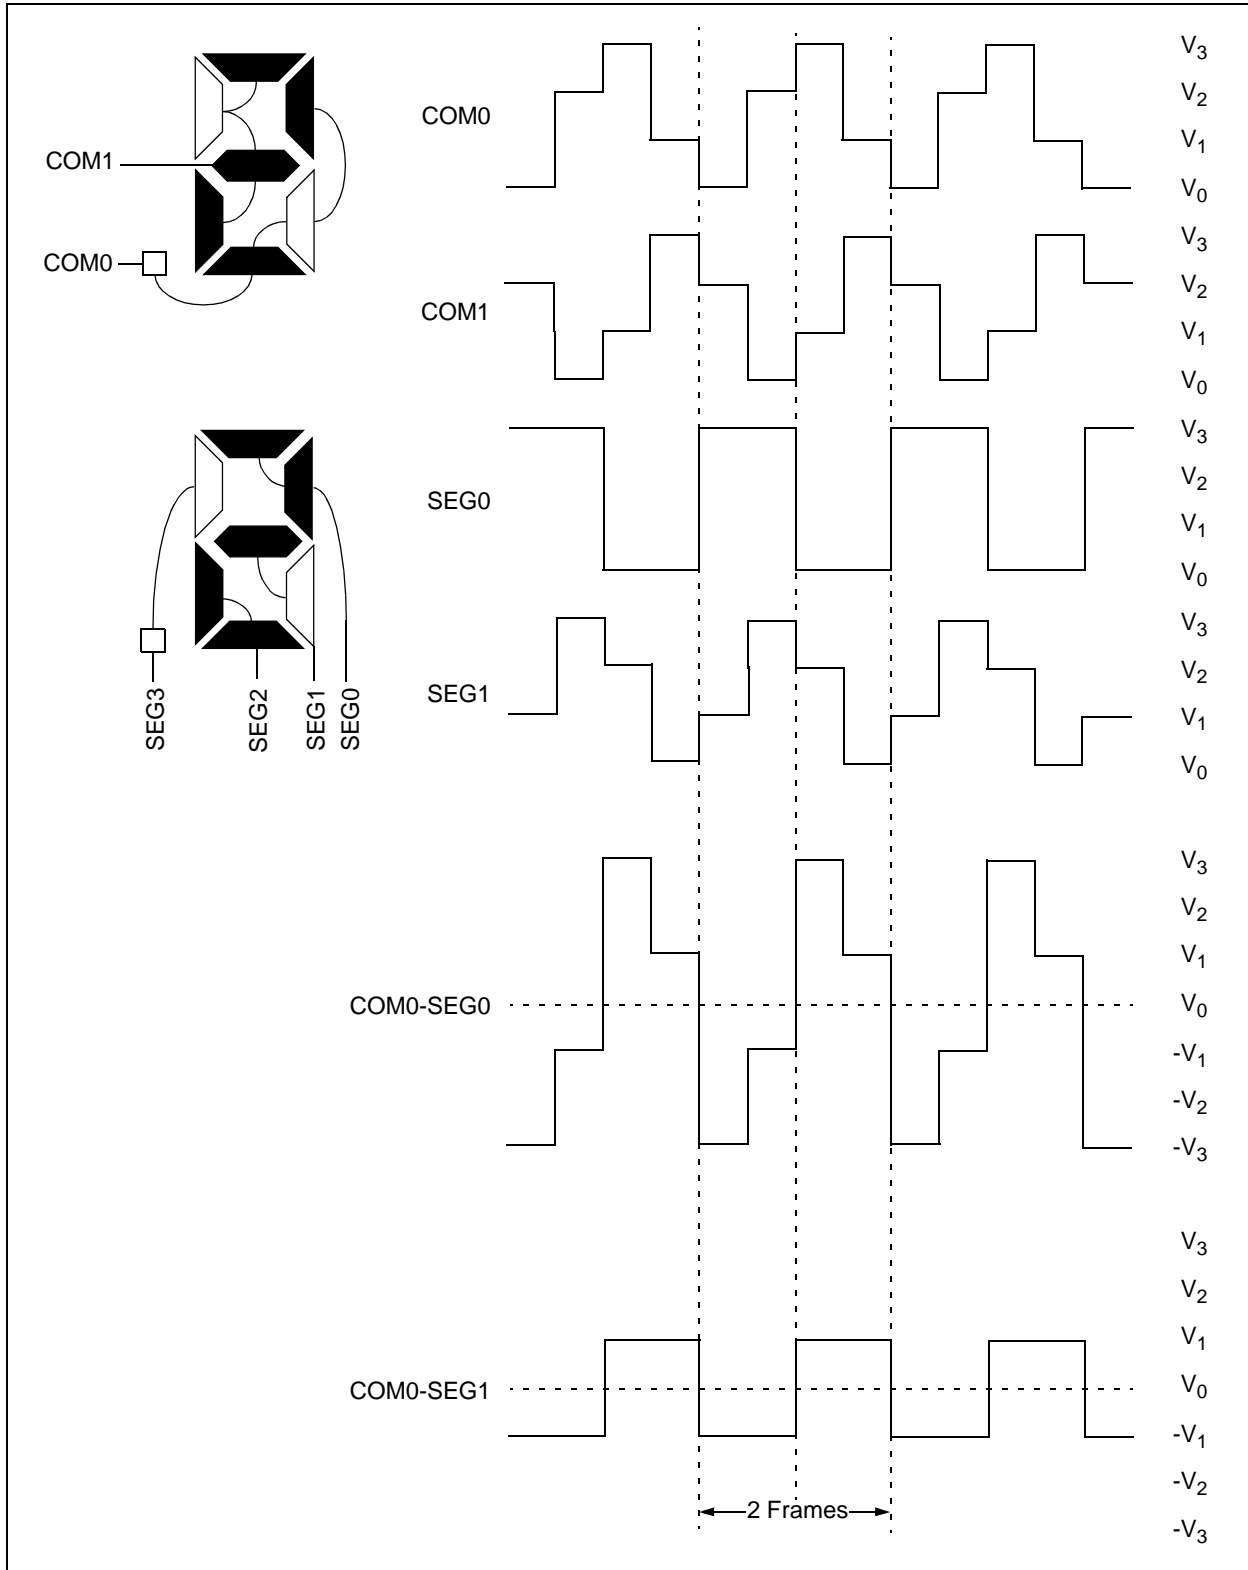 COM1
COM0
SEG3
SEG2
SEG1
SEG0
COM0
V3
V2
V1
V0
COM1
V3
V2
V1
V0
SEG0
V3
V2
V1
V0
SEG1
V3
V2
V1
V0
COM0-SEG0
V3
V2
V1
V0
-V1
-V2
-V3
COM0-SEG1
V3
V2
V1
V0
-V1
-V2
-V3
2 Frames